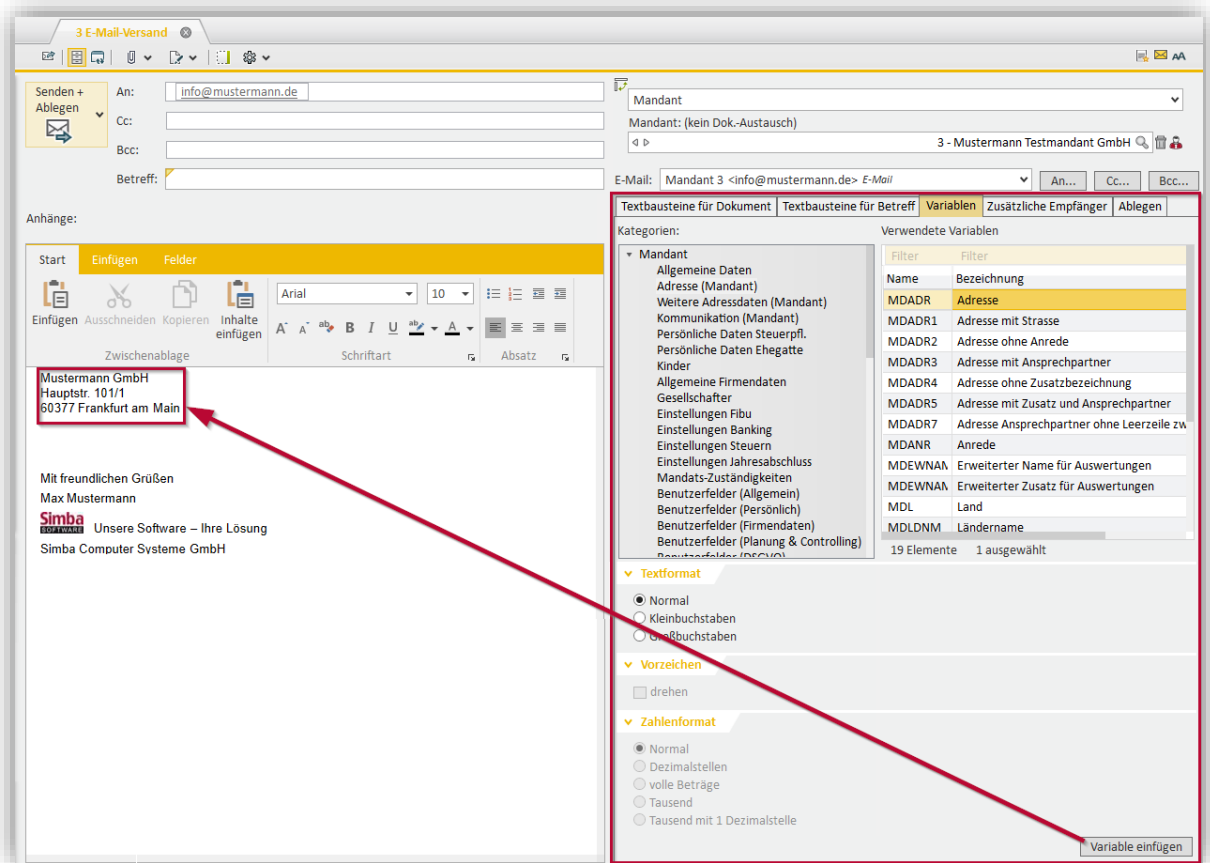 3 E-Mail-Versand
Senden +
Ablegen
An: info@mustermann.de
Cc:
Bcc:
Betreff:
Anhänge:
Start Einfügen Felder
Arial 10
Einfügen Ausschneiden Kopieren Inhalte
einfügen
A A ab B I U ab A
Zwischenablage Schriftart Absatz
Mustermann GmbH
Hauptstr. 101/1
60377 Frankfurt am Main
Mit freundlichen Grüßen
Max Mustermann
Simba
SOFTWARE Unsere Software – Ihre Lösung
Simba Computer Systeme GmbH
AA
Mandant
Mandant: (kein Dok.-Austausch)
3 - Mustermann Testmandant GmbH
E-Mail: Mandant 3 <info@mustermann.de> E-Mail An... Cc... Bcc...
Textbausteine für Dokument Textbausteine für Betreff Variablen Zusätzliche Empfänger Ablegen
Kategorien:
Mandant
Allgemeine Daten
Adresse (Mandant)
Weitere Adressdaten (Mandant)
Kommunikation (Mandant)
Persönliche Daten Steuerpfl.
Persönliche Daten Ehegatte
Kinder
Allgemeine Firmendaten
Gesellschafter
Einstellungen Fibu
Einstellungen Banking
Einstellungen Steuern
Einstellungen Jahresabschluss
Mandats-Zuständigkeiten
Benutzerfelder (Allgemein)
Benutzerfelder (Persönlich)
Benutzerfelder (Firmendaten)
Benutzerfelder (Planung & Controlling)
Benutzerfelder (DSGVO)
Verwendete Variablen
Filter Filter
Name Bezeichnung
MDADR Adresse
MDADR1 Adresse mit Strasse
MDADR2 Adresse ohne Anrede
MDADR3 Adresse mit Ansprechpartner
MDADR4 Adresse ohne Zusatzbezeichnung
MDADR5 Adresse mit Zusatz und Ansprechpartner
MDADR7 Adresse Ansprechpartner ohne Leerzeile zw
MDANR Anrede
MDEWNAN Erweiterter Name für Auswertungen
MDEWNAN Erweiterter Zusatz für Auswertungen
MDL Land
MDLDNM Ländername
19 Elemente 1 ausgewählt
Textformat
Normal
Kleinbuchstaben
Großbuchstaben
Vorzeichen
drehen
Zahlenformat
Normal
Dezimalstellen
volle Beträge
Tausend
Tausend mit 1 Dezimalstelle
Variable einfügen